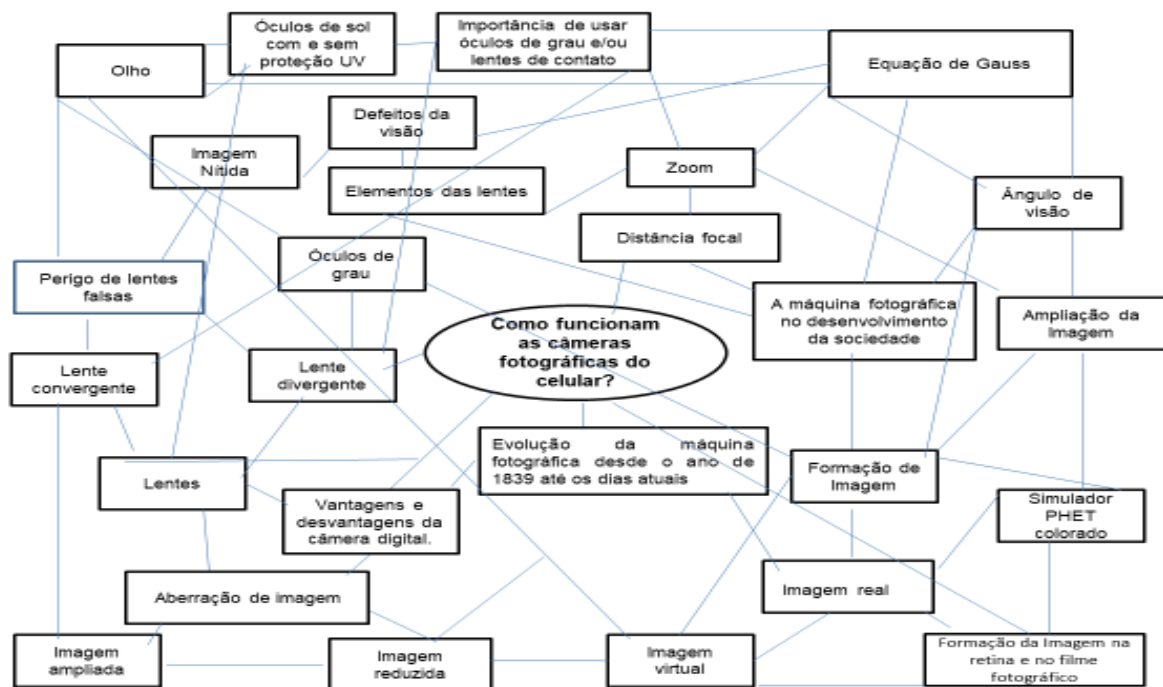 Óculos de sol
com e sem
proteção UV
Importância de usar
óculos de grau e/ou
lentes de contato
Olho
Equação de Gauss
Defeitos da
visão
Imagem
Nítida
Zoom
Elementos das lentes
Ângulo de
visão
Distância focal
Óculos de
grau
Perigo de lentes
falsas
A máquina fotográfica
no desenvolvimento
da sociedade
Ampliação da
Imagem
Como funcionam
as câmeras
fotográficas do
celular?
Lente
convergente
Lente
divergente
Evolução da máquina
fotográfica desde o ano de
1839 até os dias atuais
Formação de
Imagem
Lentes
Vantagens e
desvantagens da
câmera digital.
Simulador
PHET
colorado
Aberração de imagem
Imagem real
Imagem
ampliada
Imagem
reduzida
Imagem
virtual
Formação da Imagem na
retina e no filme
fotográfico